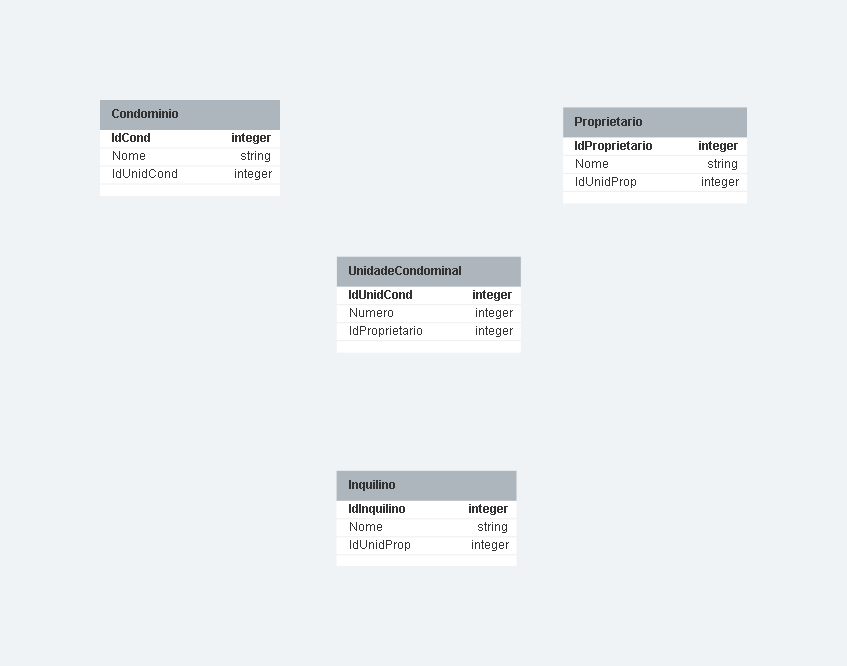 Condominio
IdCond integer
Nome string
IdUnidCond integer
Proprietario
IdProprietario integer
Nome string
IdUnidProp integer
UnidadeCondominal
IdUnidCond integer
Numero integer
IdProprietario integer
Inquilino
IdInquilino integer
Nome string
IdUnidProp integer